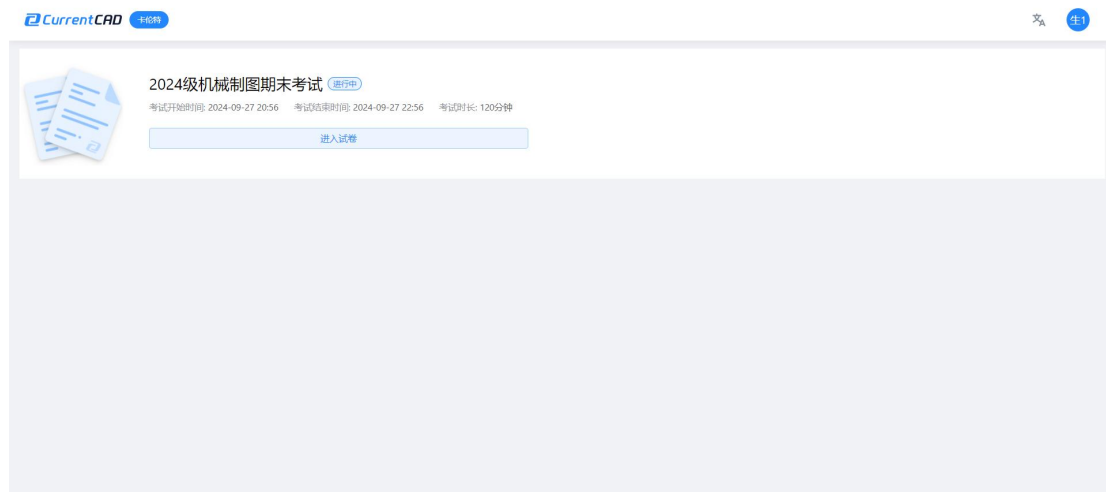 CurrentCAD 卡伦特 生1
2024级机械制图期末考试 进行中
考试开始时间: 2024-09-27 20:56 考试结束时间: 2024-09-27 22:56 考试时长: 120分钟
进入试卷